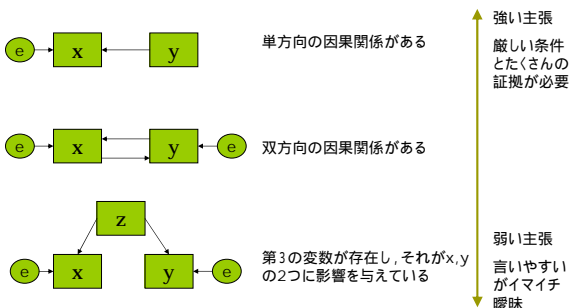 e
x
y
単方向の因果関係がある
強い主張
厳しい条件
とたくさんの
証拠が必要
e
x
y
e
双方向の因果関係がある
z
e
x
y
e
第3の変数が存在し,それがx,y
の2つに影響を与えている
弱い主張
言いやすい
がイマイチ
曖昧